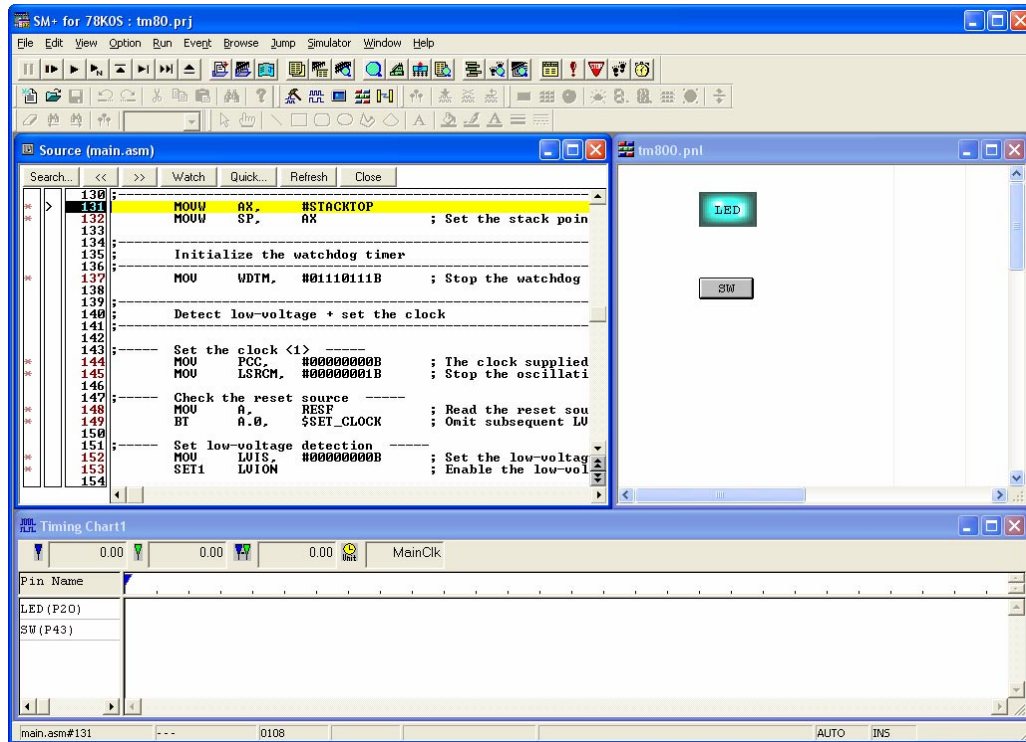 SM+ for 78K0S : tm80.prj
File Edit View Option Run Event Browse Jump Simulator Window Help
Source (main.asm)
Search... << >> Watch Quick... Refresh Close
130 ;----------------------------------------------------
131 MOVW AX, #STACKTOP
132 MOVW SP, AX ; Set the stack poin
133
134 ;----------------------------------------------------
135 ; Initialize the watchdog timer
136 ;----------------------------------------------------
137 MOV WDTM, #01110111B ; Stop the watchdog
138
139 ;----------------------------------------------------
140 ; Detect low-voltage + set the clock
141 ;----------------------------------------------------
142
143 ;----- Set the clock <1> -----
144 MOV PCC, #00000000B ; The clock supplied
145 MOV LSRCM, #00000001B ; Stop the oscillati
146
147 ;----- Check the reset source -----
148 MOV A, RESF ; Read the reset sou
149 BT A.0, $SET_CLOCK ; Omit subsequent LV
150
151 ;----- Set low-voltage detection -----
152 MOV LVIS, #00000000B ; Set the low-voltag
153 SET1 LVION ; Enable the low-vol
154
tm800.pnl
LED
SW
Timing Chart1
0.00 0.00 0.00 Unit MainClk
Pin Name
LED(P20)
SW(P43)
main.asm#131 --- 0108 AUTO INS